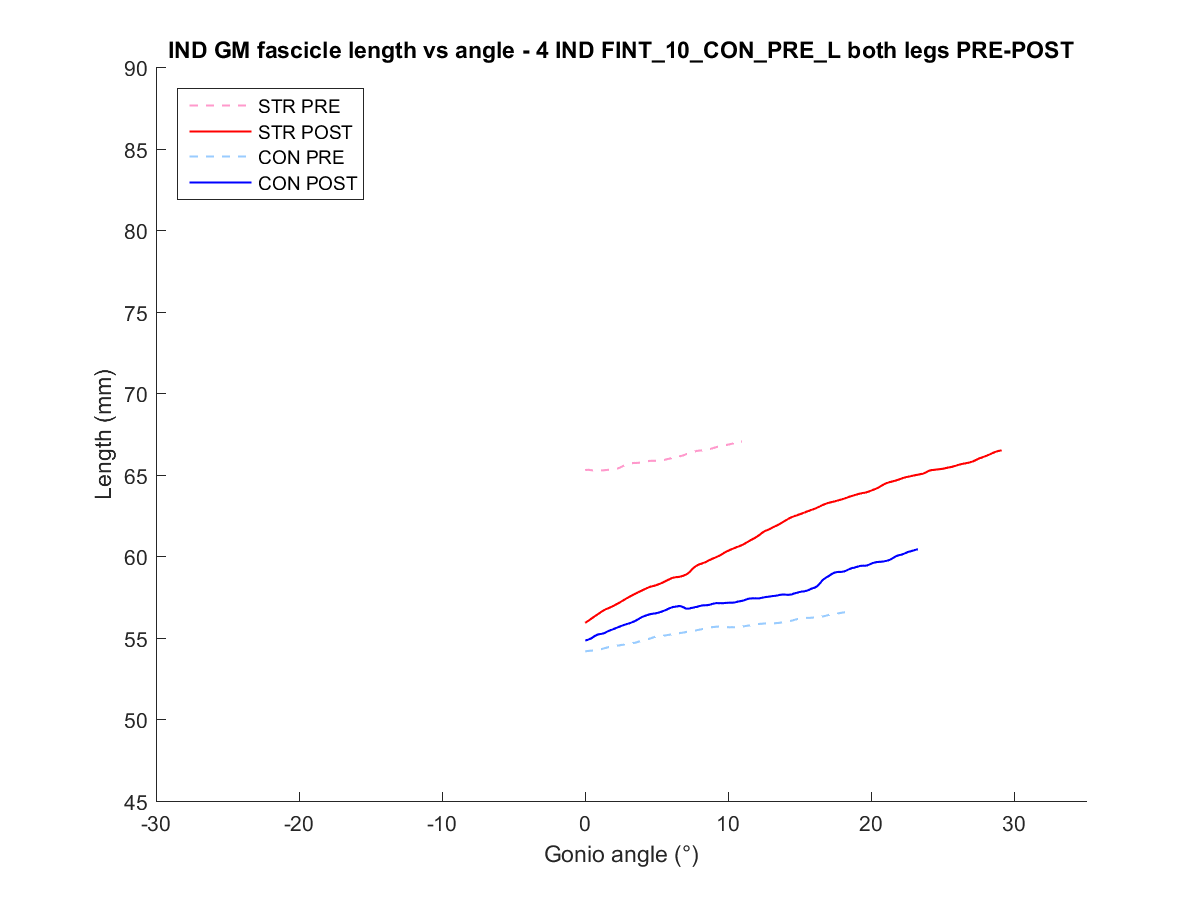 IND GM fascicle length vs angle - 4 IND FINT_10_CON_PRE_L both legs PRE-POST
90
85
80
75
70
65
60
55
50
45
Length (mm)
STR PRE
STR POST
CON PRE
CON POST
-30
-20
-10
0
10
20
30
Gonio angle (°)